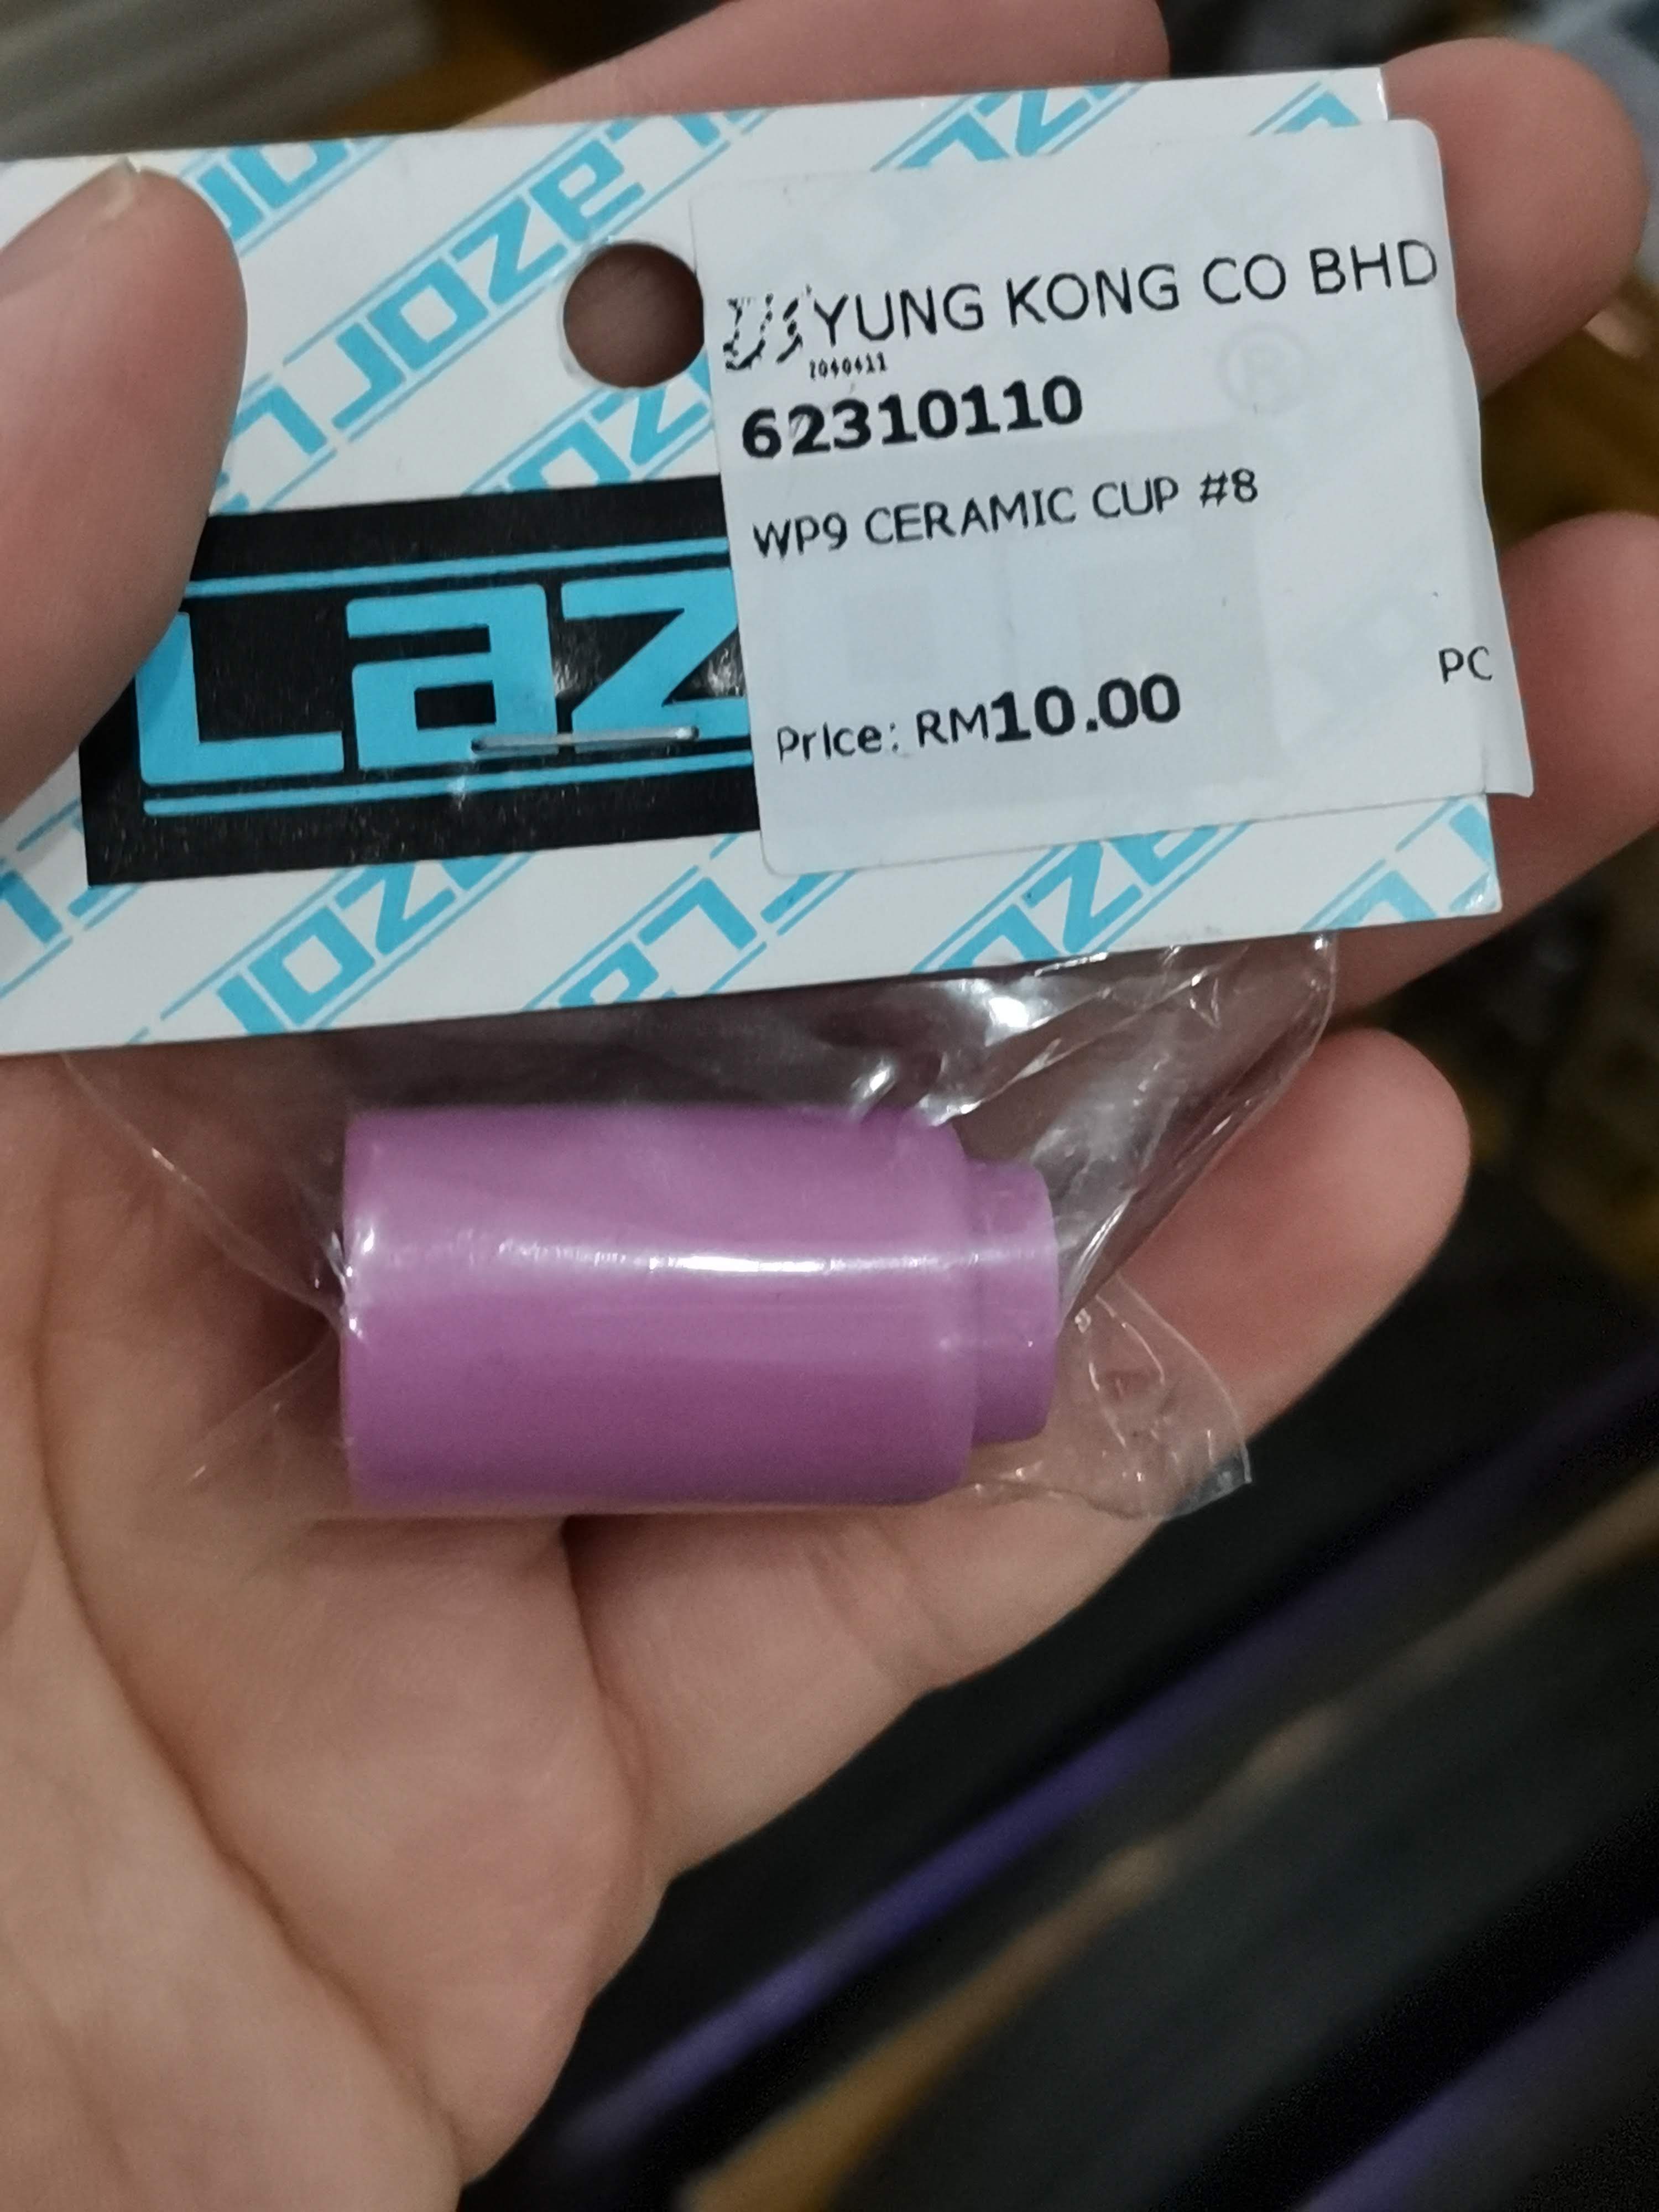 YUNG KONG CO BHD
62310110
WP9 CERAMIC CUP #8
PC
Price: RM10.00
Laz